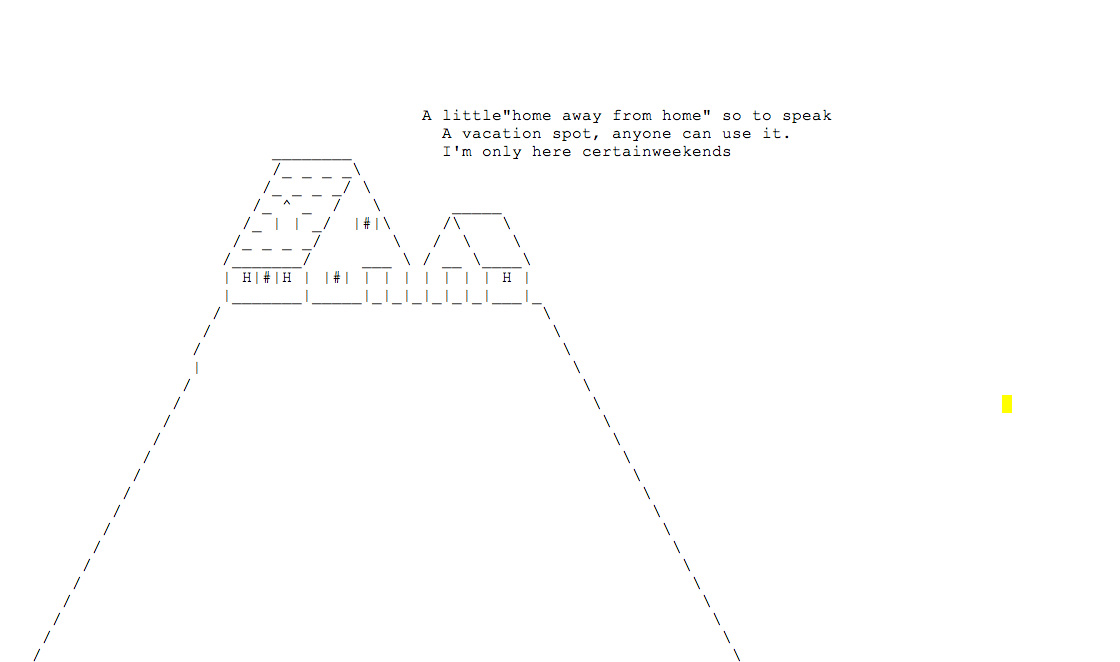 A little"home away from home" so to speak
A vacation spot, anyone can use it.
I'm only here certainweekends